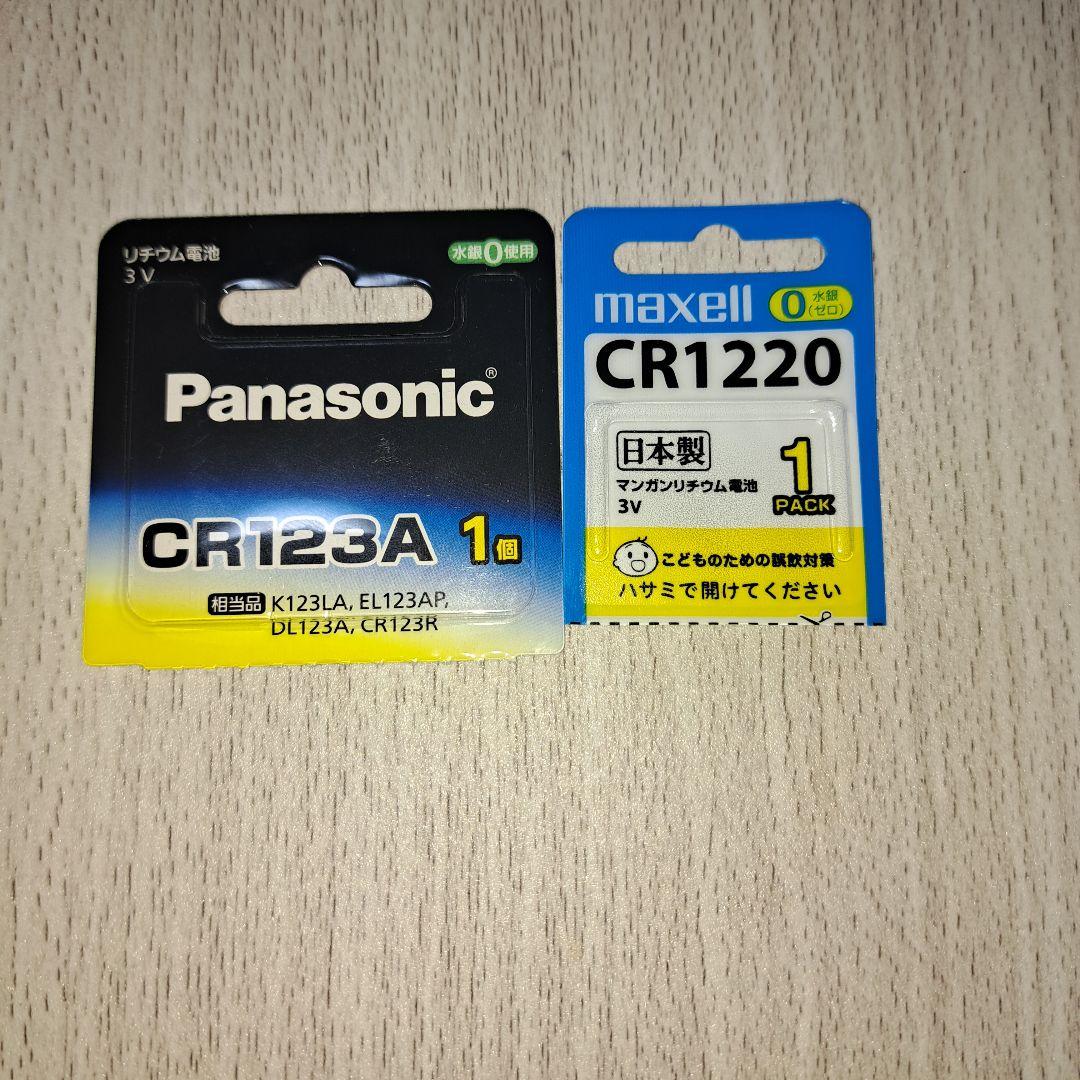 リチウム電池
3V
水銀0使用
Panasonic®
CR123A 1個
相当品 K123LA, EL123AP,
DL123A, CR123R
maxell 0水銀(ゼロ)
CR1220
日本製
マンガンリチウム電池
3V
1
PACK
こどものための誤飲対策
ハサミで開けてください